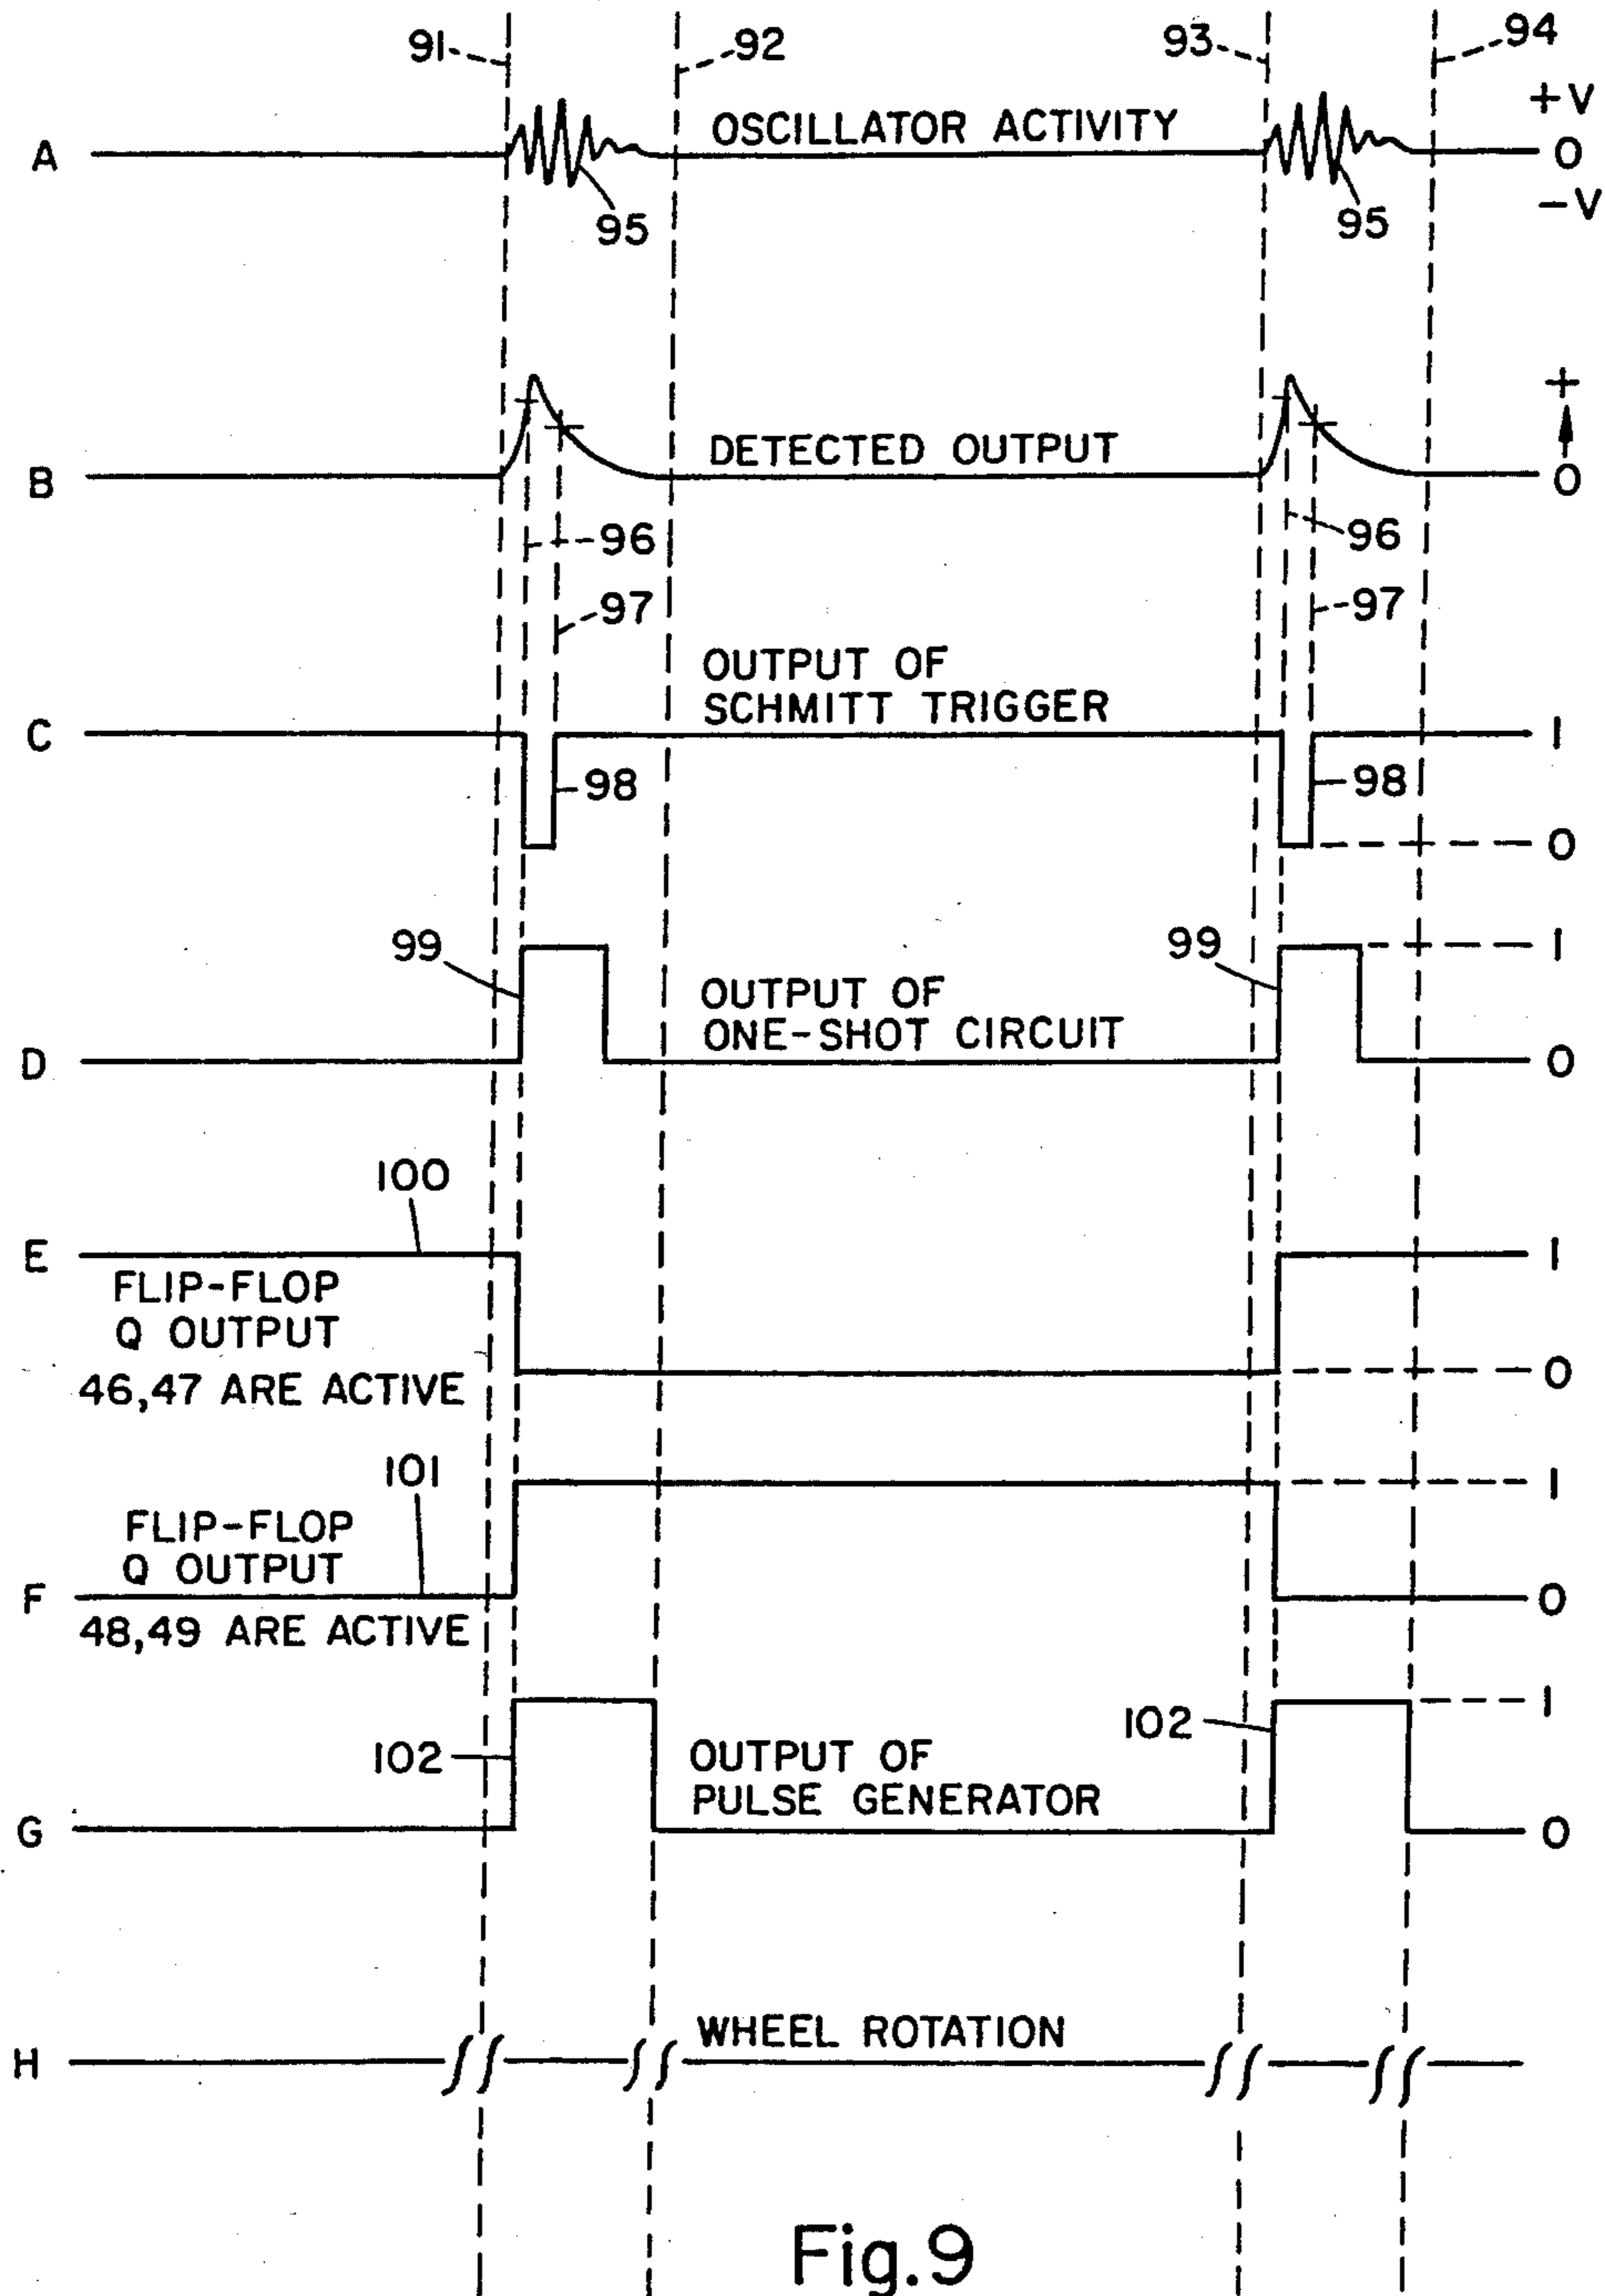 91 92 93 94
+V
A OSCILLATOR ACTIVITY 0
-V
95 95
+
B DETECTED OUTPUT 0
96 96
97 97
OUTPUT OF
SCHMITT TRIGGER
C 1
98 98
0
99 99 1
OUTPUT OF
ONE-SHOT CIRCUIT
D 0
100
E 1
FLIP-FLOP
Q OUTPUT
46,47 ARE ACTIVE 0
101 1
FLIP-FLOP
Q OUTPUT
F 0
48,49 ARE ACTIVE
1
102 102
OUTPUT OF
PULSE GENERATOR
G 0
WHEEL ROTATION
H
Fig.9